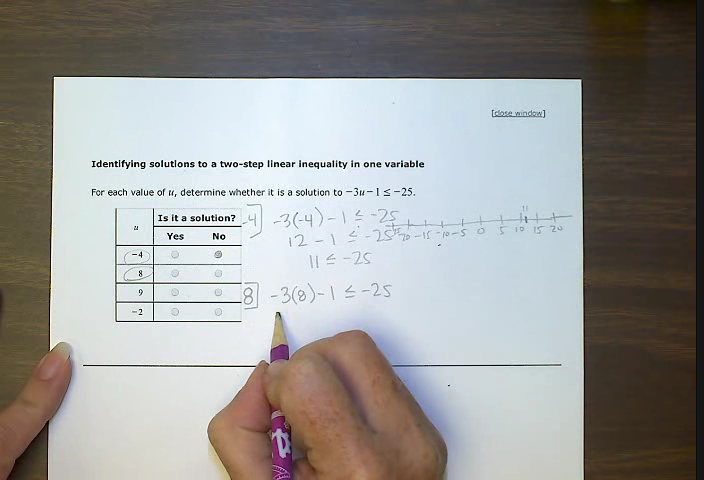 [close window]
Identifying solutions to a two-step linear inequality in one variable
For each value of u, determine whether it is a solution to −3u − 1 ≤ −25.
u Is it a solution?
Yes No
−4
8
9
−2
-4] -3(-4) - 1 ≤ -25
12 - 1 ≤ -25
11 ≤ -25
11
-20 -15 -10 -5 0 5 10 15 20
8] -3(8) - 1 ≤ -25